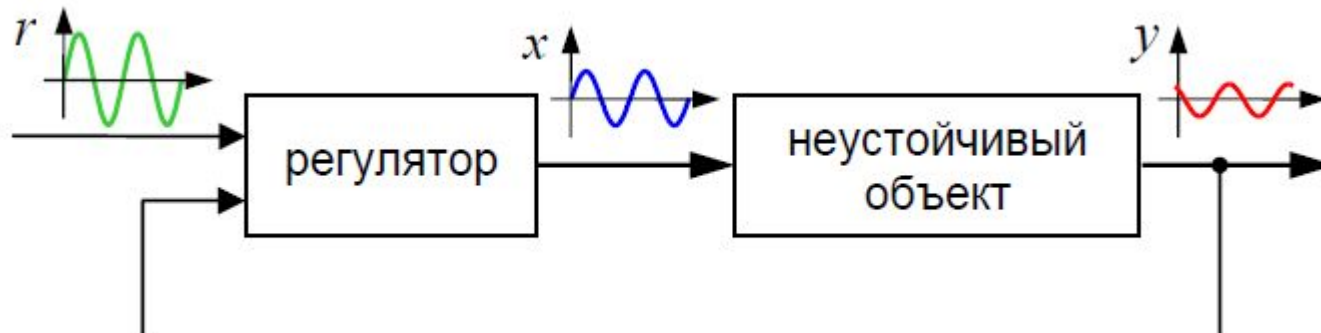 r
x
y
регулятор
неустойчивый
объект